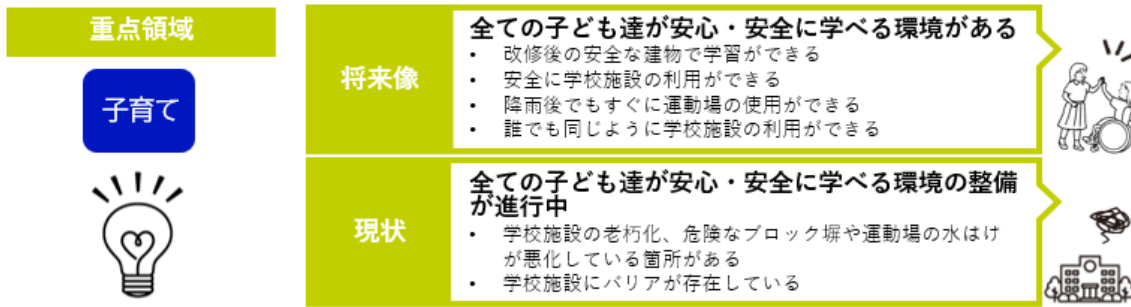 重点領域
子育て
将来像
全ての子ども達が安心・安全に学べる環境がある
• 改修後の安全な建物で学習ができる
• 安全に学校施設の利用ができる
• 降雨後でもすぐに運動場の使用ができる
• 誰でも同じように学校施設の利用ができる
現状
全ての子ども達が安心・安全に学べる環境の整備
が進行中
• 学校施設の老朽化、危険なブロック塀や運動場の水はけ
が悪化している箇所がある
• 学校施設にバリアが存在している